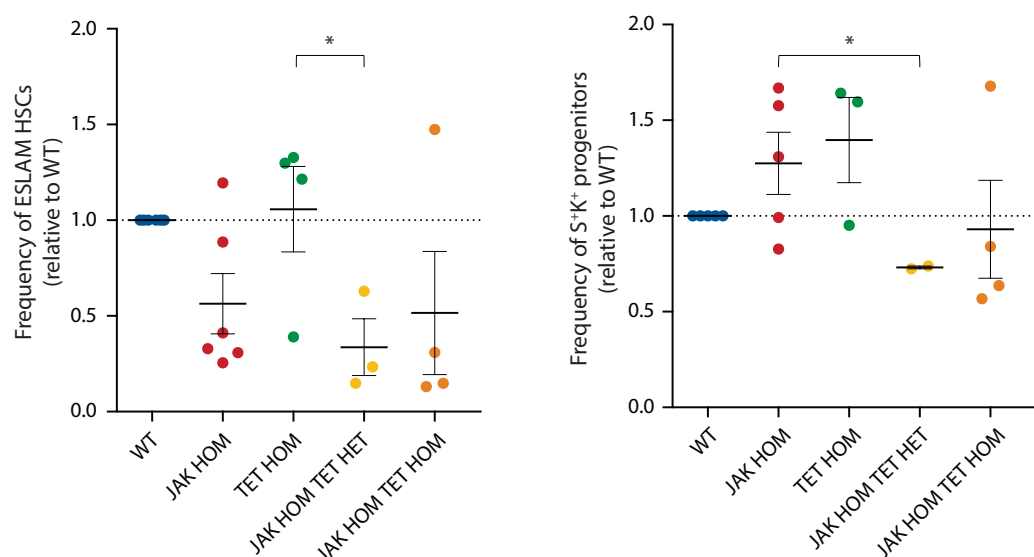 Frequency of ESLAM HSCs
(relative to WT)
2.0
1.5
1.0
0.5
0.0
*
WT
JAK HOM
TET HOM
JAK HOM TET HET
JAK HOM TET HOM
Frequency of S⁺K⁺ progenitors
(relative to WT)
2.0
1.5
1.0
0.5
0.0
*
WT
JAK HOM
TET HOM
JAK HOM TET HET
JAK HOM TET HOM